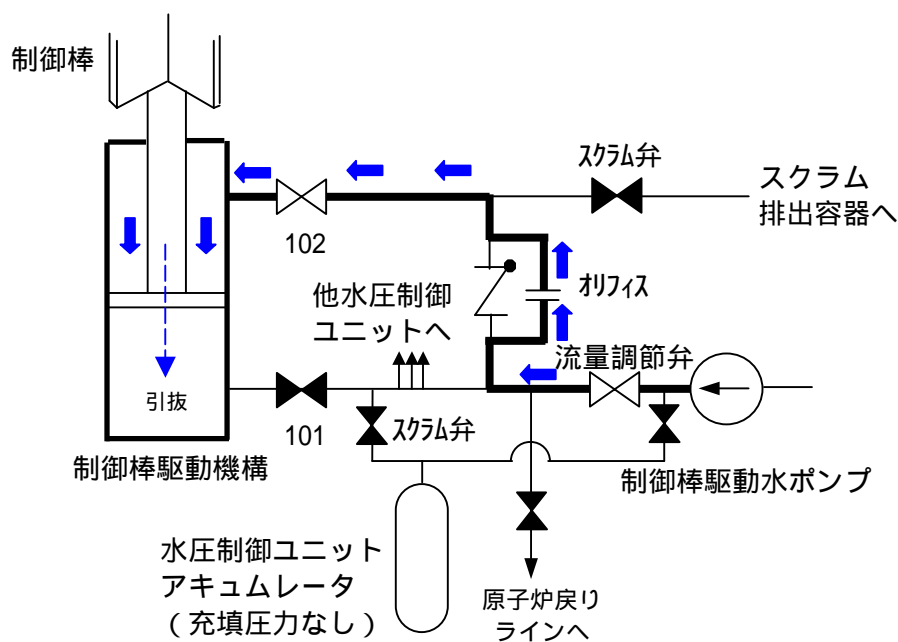 制御棒
スクラム弁
スクラム
排出容器へ
102
他水圧制御
ユニットへ
オリフィス
流量調節弁
引抜
101
スクラム弁
制御棒駆動機構
制御棒駆動水ポンプ
水圧制御ユニット
アキュムレータ
(充填圧力なし)
原子炉戻り
ラインへ